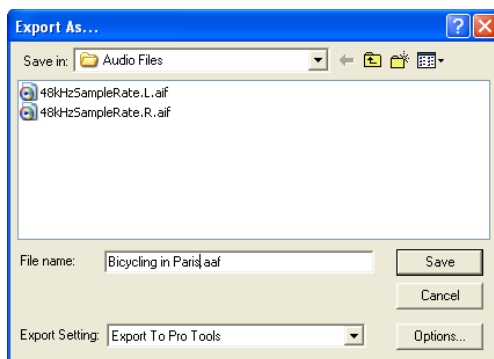 Export As...
Save in: Audio Files
48kHzSampleRate.L.aif
48kHzSampleRate.R.aif
File name: Bicycling in Paris.aaf Save
Cancel
Export Setting: Export To Pro Tools Options...